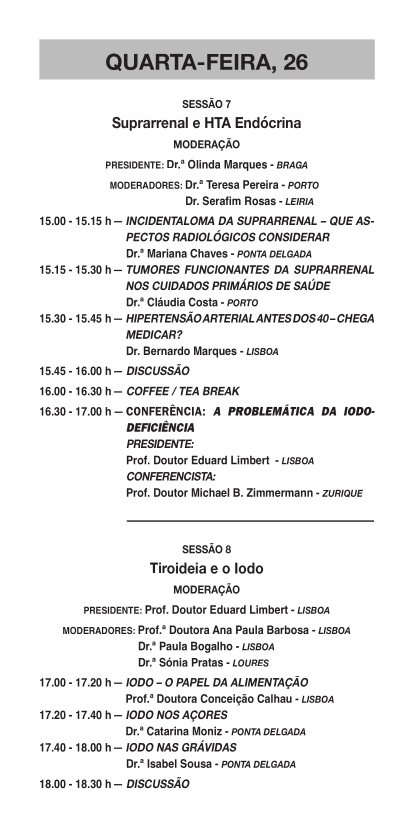 QUARTA-FEIRA, 26
SESSÃO 7
Suprarrenal e HTA Endócrina
MODERAÇÃO
PRESIDENTE: Dr.ª Olinda Marques - BRAGA
MODERADORES: Dr.ª Teresa Pereira - PORTO
Dr. Serafim Rosas - LEIRIA
15.00 - 15.15 h — INCIDENTALOMA DA SUPRARRENAL – QUE AS-
PECTOS RADIOLÓGICOS CONSIDERAR
Dr.ª Mariana Chaves - PONTA DELGADA
15.15 - 15.30 h — TUMORES FUNCIONANTES DA SUPRARRENAL
NOS CUIDADOS PRIMÁRIOS DE SAÚDE
Dr.ª Cláudia Costa - PORTO
15.30 - 15.45 h — HIPERTENSÃO ARTERIAL ANTES DOS 40 – CHEGA
MEDICAR?
Dr. Bernardo Marques - LISBOA
15.45 - 16.00 h — DISCUSSÃO
16.00 - 16.30 h — COFFEE / TEA BREAK
16.30 - 17.00 h — CONFERÊNCIA: A PROBLEMÁTICA DA IODO-
DEFICIÊNCIA
PRESIDENTE:
Prof. Doutor Eduard Limbert - LISBOA
CONFERENCISTA:
Prof. Doutor Michael B. Zimmermann - ZURIQUE
SESSÃO 8
Tiroideia e o Iodo
MODERAÇÃO
PRESIDENTE: Prof. Doutor Eduard Limbert - LISBOA
MODERADORES: Prof.ª Doutora Ana Paula Barbosa - LISBOA
Dr.ª Paula Bogalho - LISBOA
Dr.ª Sónia Pratas - LOURES
17.00 - 17.20 h — IODO – O PAPEL DA ALIMENTAÇÃO
Prof.ª Doutora Conceição Calhau - LISBOA
17.20 - 17.40 h — IODO NOS AÇORES
Dr.ª Catarina Moniz - PONTA DELGADA
17.40 - 18.00 h — IODO NAS GRÁVIDAS
Dr.ª Isabel Sousa - PONTA DELGADA
18.00 - 18.30 h — DISCUSSÃO